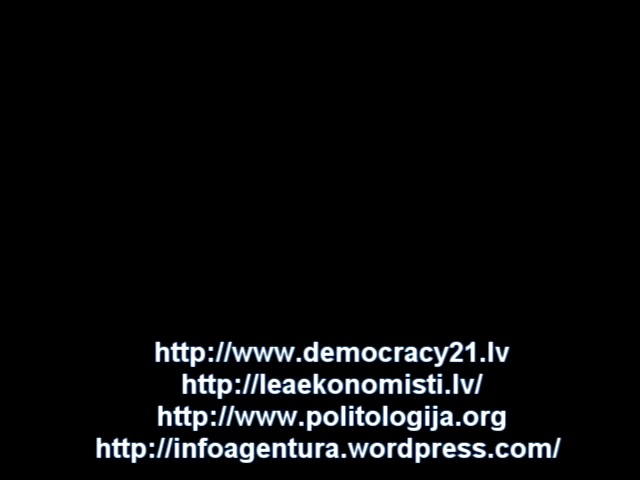 http://www.democracy21.lv
http://leaekonomisti.lv/
http://www.politologija.org
http://infoagentura.wordpress.com/